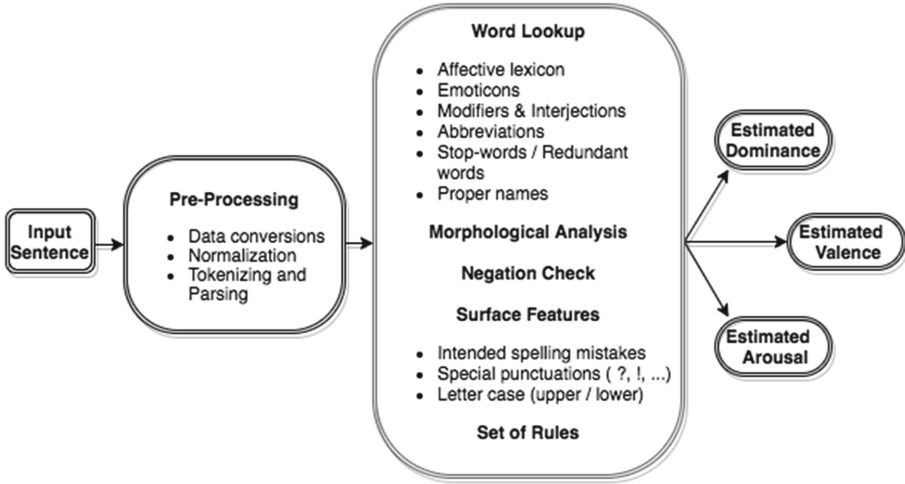 Input
Sentence
Pre-Processing
• Data conversions
• Normalization
• Tokenizing and
Parsing
Word Lookup
• Affective lexicon
• Emoticons
• Modifiers & Interjections
• Abbreviations
• Stop-words / Redundant
words
• Proper names
Morphological Analysis
Negation Check
Surface Features
• Intended spelling mistakes
• Special punctuations ( ?, !, ...)
• Letter case (upper / lower)
Set of Rules
Estimated
Dominance
Estimated
Valence
Estimated
Arousal